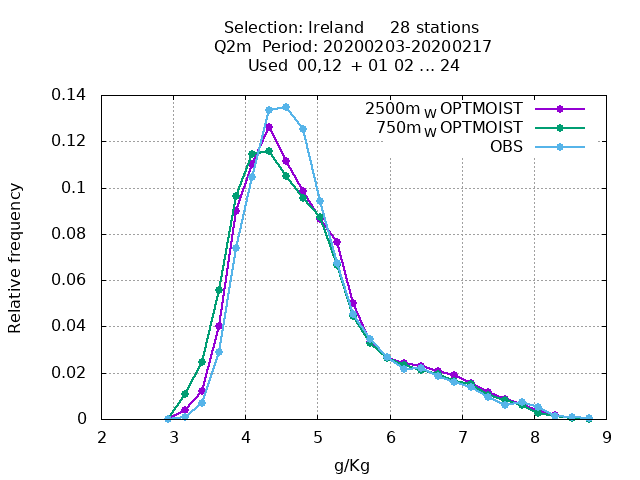 Selection: Ireland 28 stations
Q2m Period: 20200203-20200217
Used 00,12 + 01 02 ... 24
2500m W OPTMOIST
750m W OPTMOIST
OBS
Relative frequency
0.14
0.12
0.1
0.08
0.06
0.04
0.02
0
2 3 4 5 6 7 8 9
g/Kg